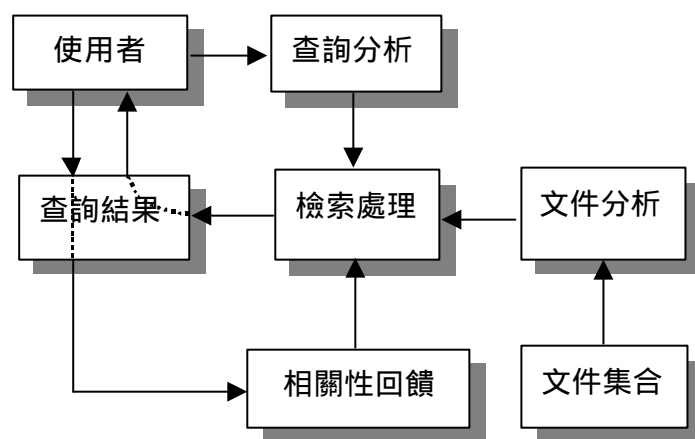 使用者
查詢分析
查詢結果
檢索處理
文件分析
相關性回饋
文件集合